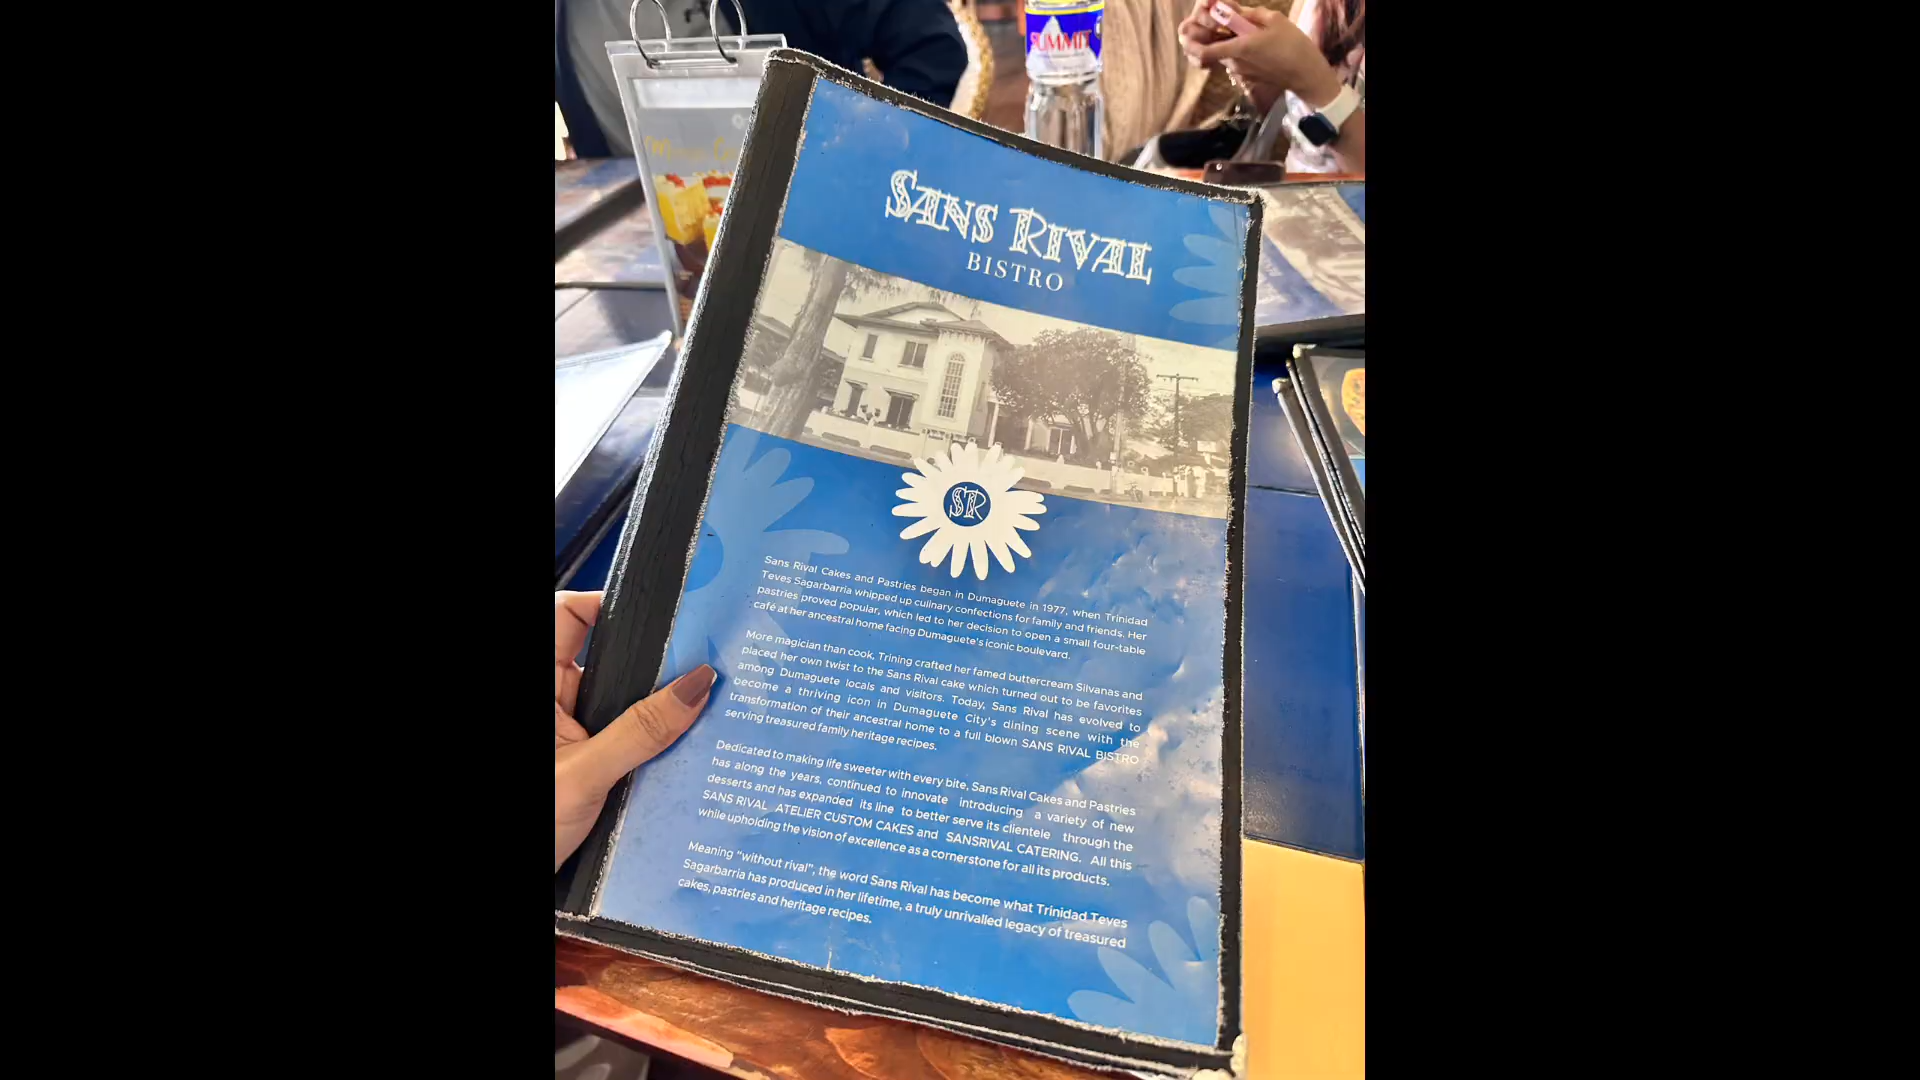 SUMMIT
SANS RIVAL
BISTRO
SR
Sans Rival Cakes and Pastries began in Dumaguete in 1977, when Trinidad
Teves Sagarbarria whipped up culinary confections for family and friends. Her
pastries proved popular, which led to her decision to open a small four-table
café at her ancestral home facing Dumaguete's iconic boulevard.
More magician than cook, Trining crafted her famed buttercream Silvanas and
placed her own twist to the Sans Rival cake which turned out to be favorites
among Dumaguete locals and visitors. Today, Sans Rival has evolved to
become a thriving icon in Dumaguete City's dining scene with the
transformation of their ancestral home to a full blown SANS RIVAL BISTRO
serving treasured family heritage recipes.
Dedicated to making life sweeter with every bite, Sans Rival Cakes and Pastries
has along the years, continued to innovate introducing a variety of new
desserts and has expanded its line to better serve its clientele through the
SANS RIVAL ATELIER CUSTOM CAKES and SANSRIVAL CATERING. All this
while upholding the vision of excellence as a cornerstone for all its products.
Meaning "without rival", the word Sans Rival has become what Trinidad Teves
Sagarbarria has produced in her lifetime, a truly unrivalled legacy of treasured
cakes, pastries and heritage recipes.